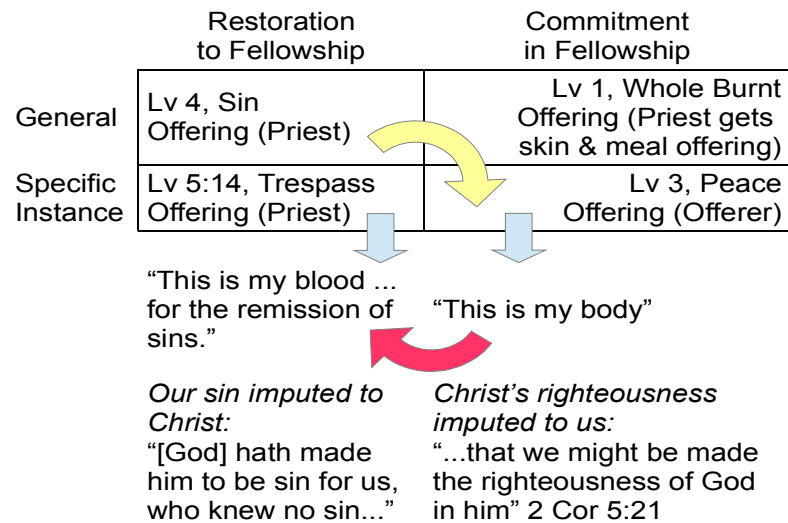 Restoration
to Fellowship
Commitment
in Fellowship
General
Lv 4, Sin
Offering (Priest)
Lv 1, Whole Burnt
Offering (Priest gets
skin & meal offering)
Specific
Instance
Lv 5:14, Trespass
Offering (Priest)
Lv 3, Peace
Offering (Offerer)
“This is my blood ...
for the remission of
sins.”
“This is my body”
Our sin imputed to
Christ:
“[God] hath made
him to be sin for us,
who knew no sin...”
Christ’s righteousness
imputed to us:
“...that we might be made
the righteousness of God
in him” 2 Cor 5:21